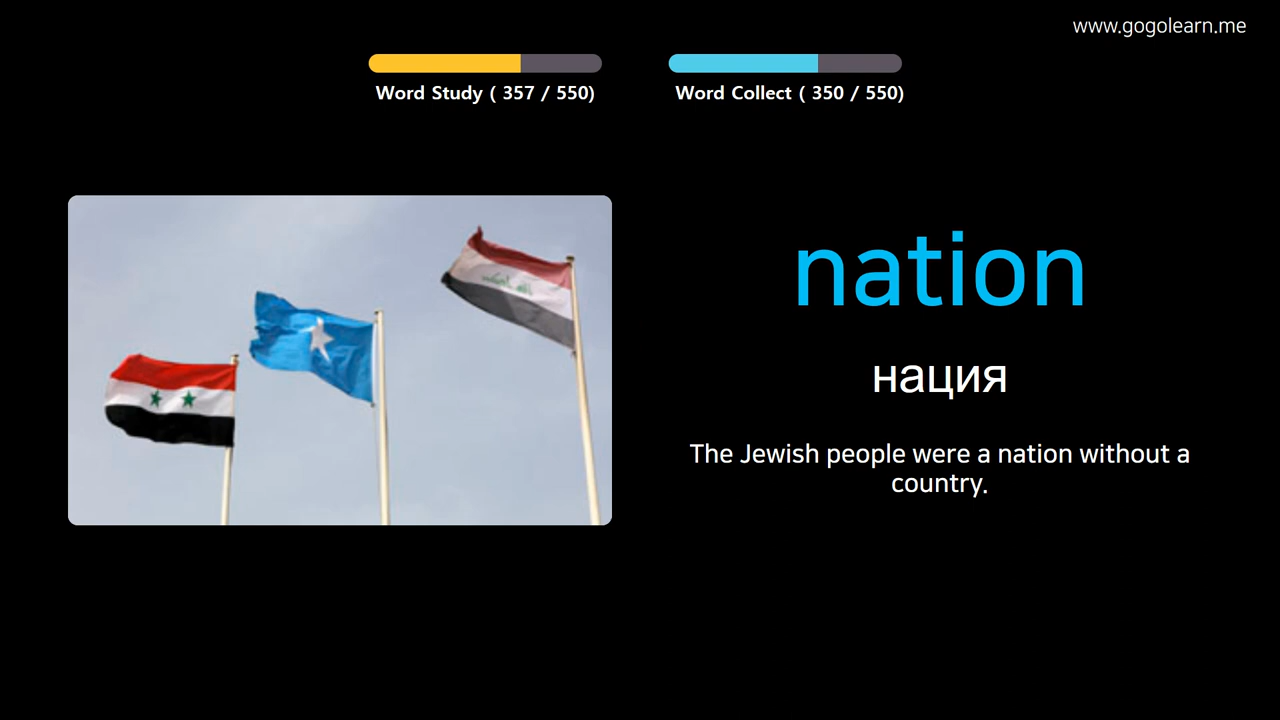 www.gogolearn.me
Word Study ( 357 / 550)
Word Collect ( 350 / 550)
nation
нация
The Jewish people were a nation without a
country.